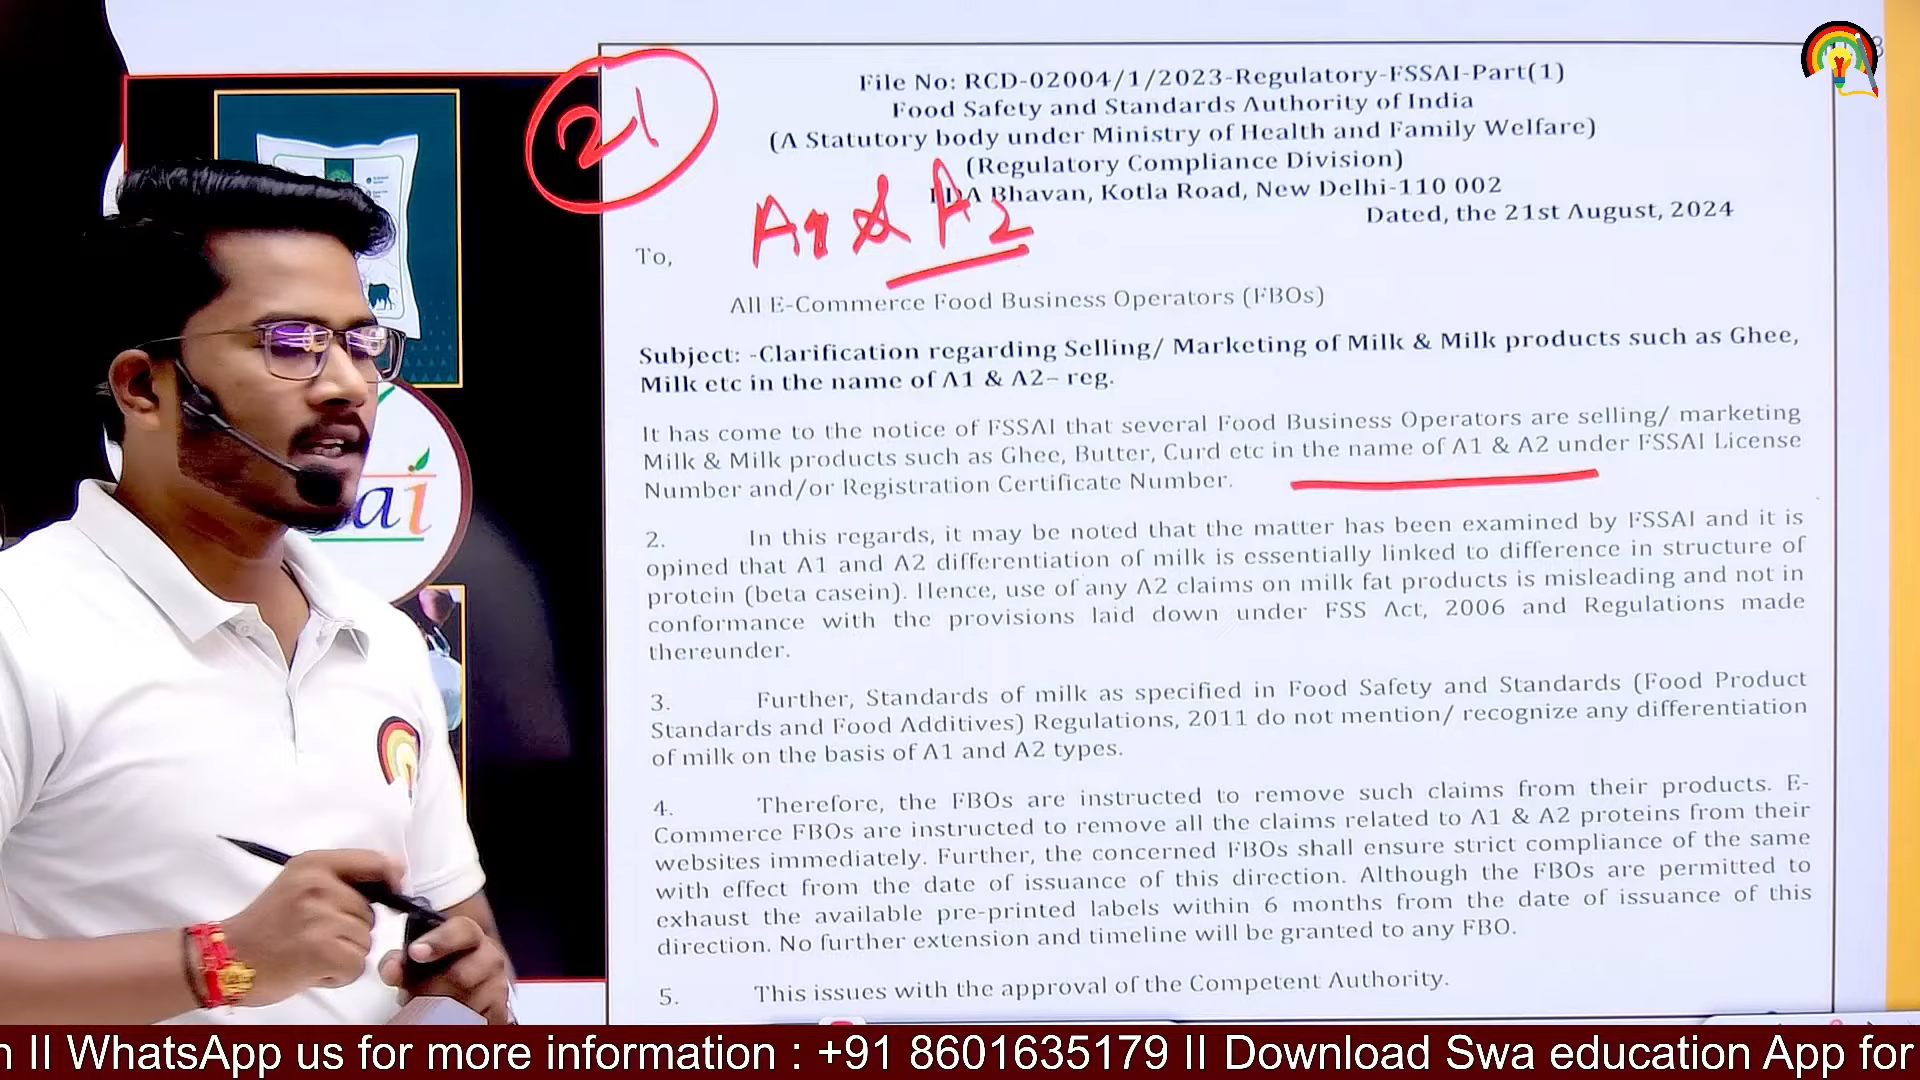 File No: RCD-02004/1/2023-Regulatory-FSSAI-Part(1)
Food Safety and Standards Authority of India
(A Statutory body under Ministry of Health and Family Welfare)
(Regulatory Compliance Division)
FDA Bhavan, Kotla Road, New Delhi-110 002
Dated, the 21st August, 2024
21
A1 & A2
To,
All E-Commerce Food Business Operators (FBOs)
Subject: -Clarification regarding Selling/ Marketing of Milk & Milk products such as Ghee,
Milk etc in the name of A1 & A2– reg.
It has come to the notice of FSSAI that several Food Business Operators are selling/ marketing
Milk & Milk products such as Ghee, Butter, Curd etc in the name of A1 & A2 under FSSAI License
Number and/or Registration Certificate Number.
2. In this regards, it may be noted that the matter has been examined by FSSAI and it is
opined that A1 and A2 differentiation of milk is essentially linked to difference in structure of
protein (beta casein). Hence, use of any A2 claims on milk fat products is misleading and not in
conformance with the provisions laid down under FSS Act, 2006 and Regulations made
thereunder.
3. Further, Standards of milk as specified in Food Safety and Standards (Food Product
Standards and Food Additives) Regulations, 2011 do not mention/ recognize any differentiation
of milk on the basis of A1 and A2 types.
4. Therefore, the FBOs are instructed to remove such claims from their products. E-
Commerce FBOs are instructed to remove all the claims related to A1 & A2 proteins from their
websites immediately. Further, the concerned FBOs shall ensure strict compliance of the same
with effect from the date of issuance of this direction. Although the FBOs are permitted to
exhaust the available pre-printed labels within 6 months from the date of issuance of this
direction. No further extension and timeline will be granted to any FBO.
5. This issues with the approval of the Competent Authority.
ai
n II WhatsApp us for more information : +91 8601635179 II Download Swa education App for